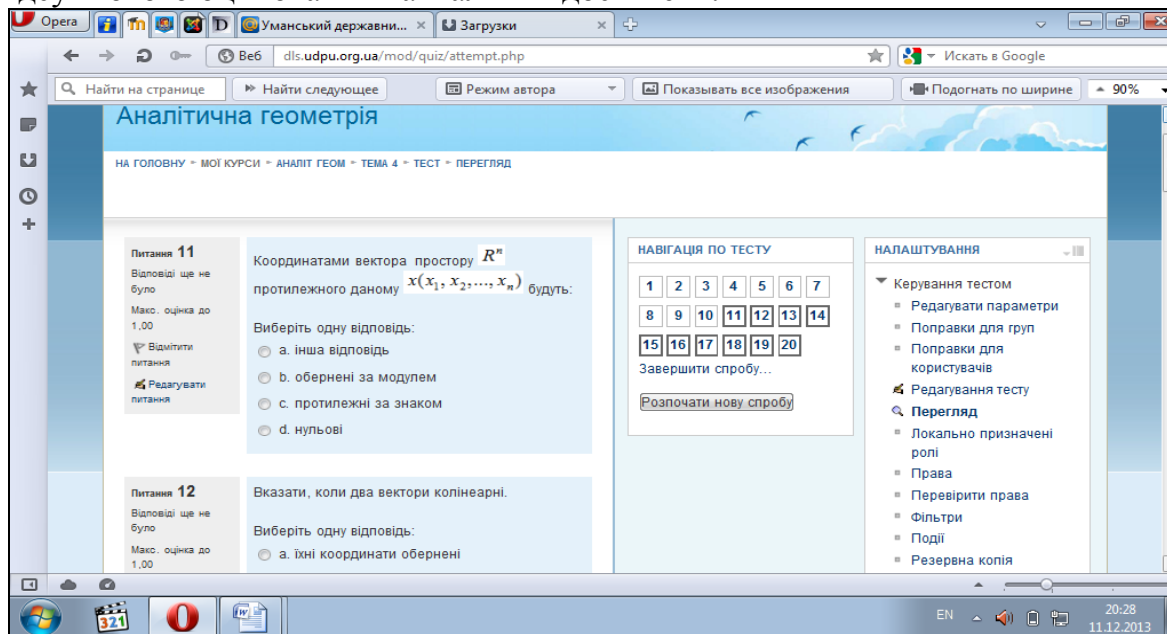 Opera
Уманський державни...
Загрузки
Веб
dls.udpu.org.ua/mod/quiz/attempt.php
Искать в Google
Найти на странице
Найти следующее
Режим автора
Показывать все изображения
Подогнать по ширине
90%
Аналітична геометрія
НА ГОЛОВНУ ► МОЇ КУРСИ ► АНАЛІТ ГЕОМ ► ТЕМА 4 ► ТЕСТ ► ПЕРЕГЛЯД
Питання 11
Відповіді ще не
було
Макс. оцінка до
1,00
Відмітити
питання
Редагувати
питання
Координатами вектора простору Rⁿ
протилежного даному x(x₁, x₂,..., xₙ) будуть:
Виберіть одну відповідь:
a. інша відповідь
b. обернені за модулем
c. протилежні за знаком
d. нульові
Питання 12
Відповіді ще не
було
Макс. оцінка до
1,00
Вказати, коли два вектори колінеарні.
Виберіть одну відповідь:
a. їхні координати обернені
НАВІГАЦІЯ ПО ТЕСТУ
1 2 3 4 5 6 7
8 9 10 11 12 13 14
15 16 17 18 19 20
Завершити спробу...
Розпочати нову спробу
НАЛАШТУВАННЯ
Керування тестом
Редагувати параметри
Поправки для груп
Поправки для
користувачів
Редагування тесту
Перегляд
Локально призначені
ролі
Права
Перевірити права
Фільтри
Події
Резервна копія
321
EN
20:28
11.12.2013